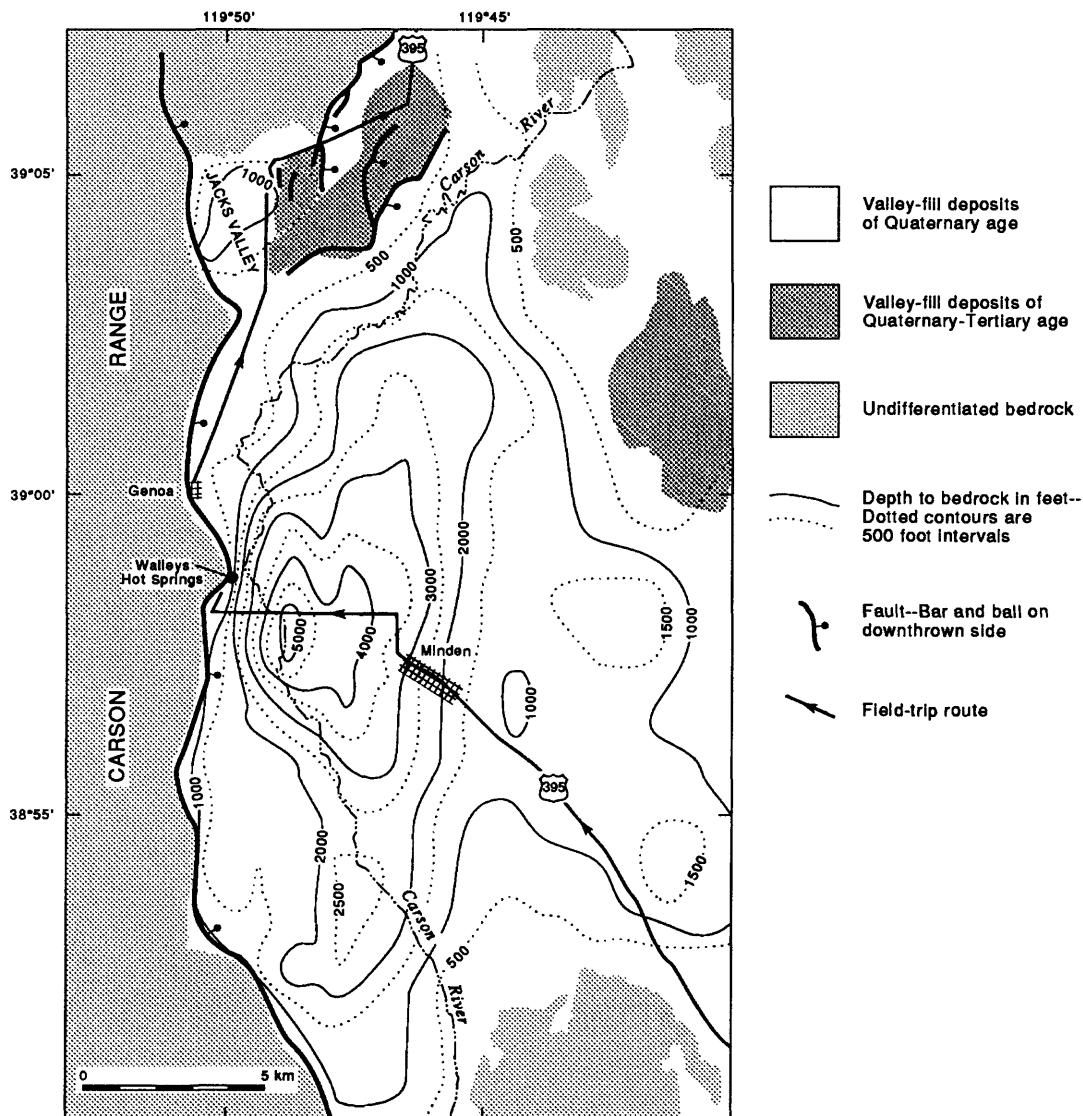 119°50'
119°45'
395
River
Carson
39°05'
1000
JACKS VALLEY
500
500
1000
RANGE
39°00'
Genoa
2000
Walleys
Hot Springs
3000
1500
1000
5000
4000
Minden
1000
CARSON
1000
395
38°55'
2000
1500
2500
Carson
500
River
0
5 km
Valley-fill deposits
of Quaternary age
Valley-fill deposits of
Quaternary-Tertiary age
Undifferentiated bedrock
Depth to bedrock in feet--
Dotted contours are
500 foot intervals
Fault--Bar and ball on
downthrown side
Field-trip route